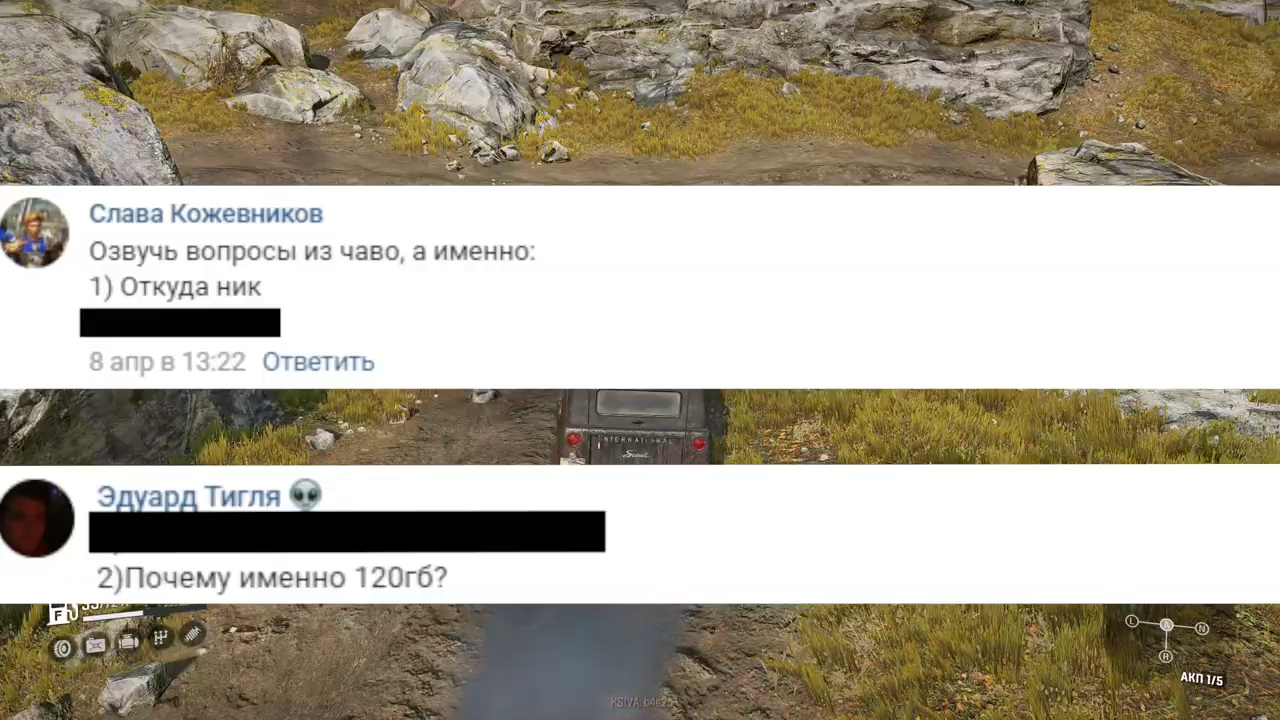 Слава Кожевников
Озвучь вопросы из чаво, а именно:
1) Откуда ник
8 апр в 13:22 Ответить
INTERNATIONAL
Scout
Эдуард Тигля
2)Почему именно 120гб?
F
L A N
R
АКП 1/5